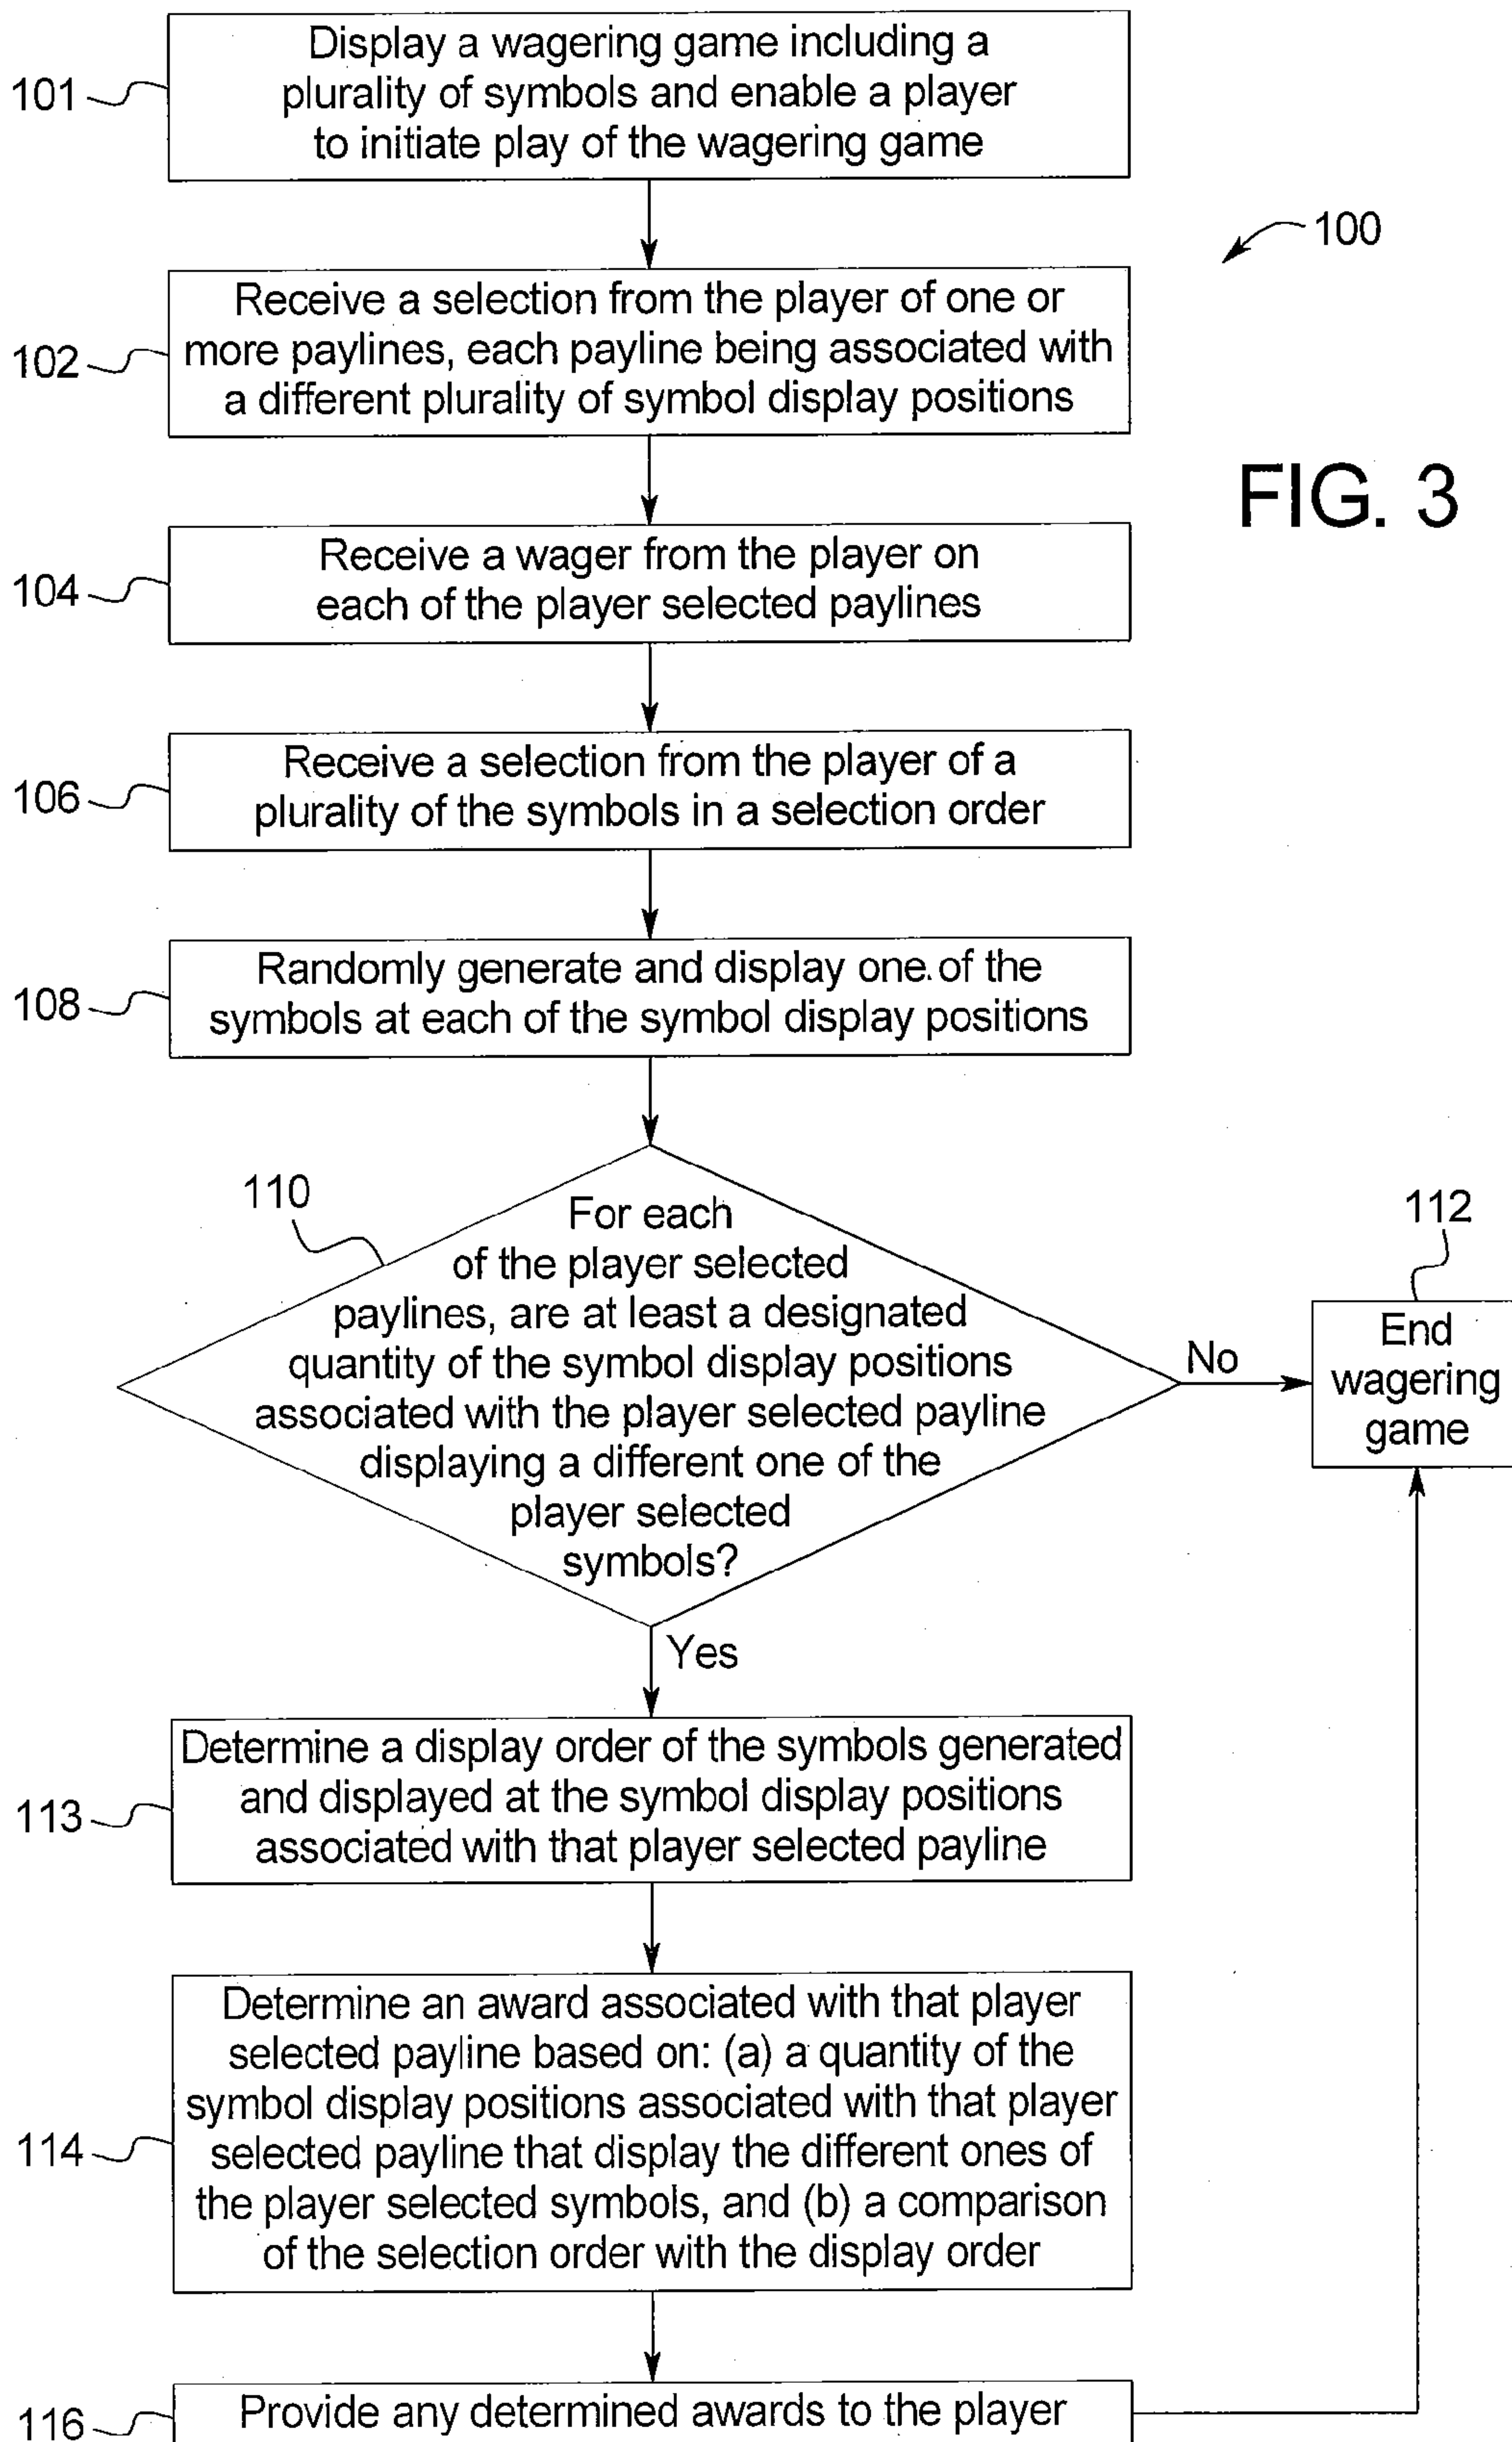 101
Display a wagering game including a
plurality of symbols and enable a player
to initiate play of the wagering game
100
102
Receive a selection from the player of one or
more paylines, each payline being associated with
a different plurality of symbol display positions
FIG. 3
104
Receive a wager from the player on
each of the player selected paylines
106
Receive a selection from the player of a
plurality of the symbols in a selection order
108
Randomly generate and display one of the
symbols at each of the symbol display positions
110
For each
of the player selected
paylines, are at least a designated
quantity of the symbol display positions
associated with the player selected payline
displaying a different one of the
player selected
symbols?
No
112
End
wagering
game
Yes
113
Determine a display order of the symbols generated
and displayed at the symbol display positions
associated with that player selected payline
114
Determine an award associated with that player
selected payline based on: (a) a quantity of the
symbol display positions associated with that player
selected payline that display the different ones of
the player selected symbols, and (b) a comparison
of the selection order with the display order
116
Provide any determined awards to the player